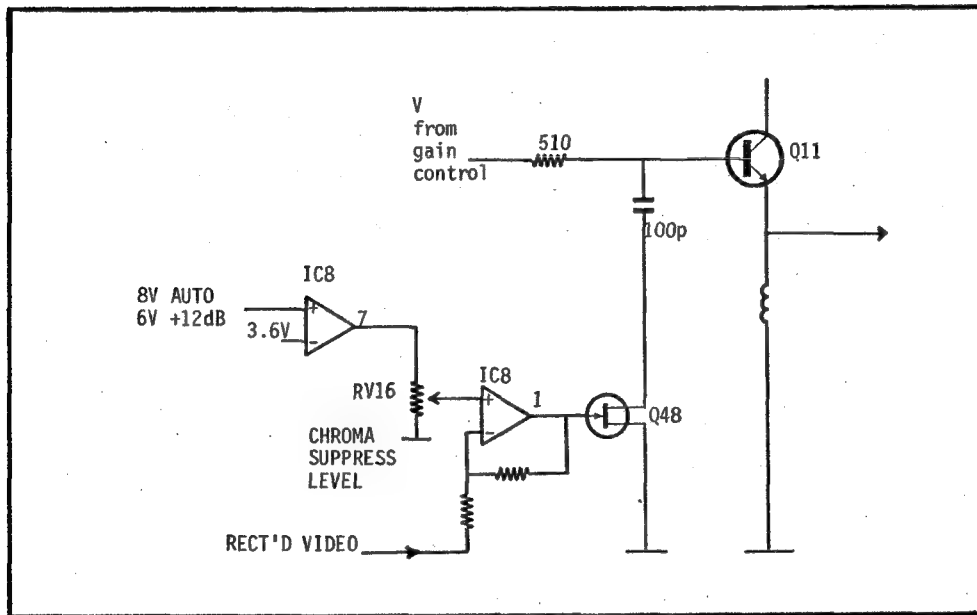 V
from
gain
control
510
Q11
100p
IC8
8V AUTO
6V +12dB
3.6V
+
-
7
RV16
IC8
+
-
1
Q48
CHROMA
SUPPRESS
LEVEL
RECT'D VIDEO